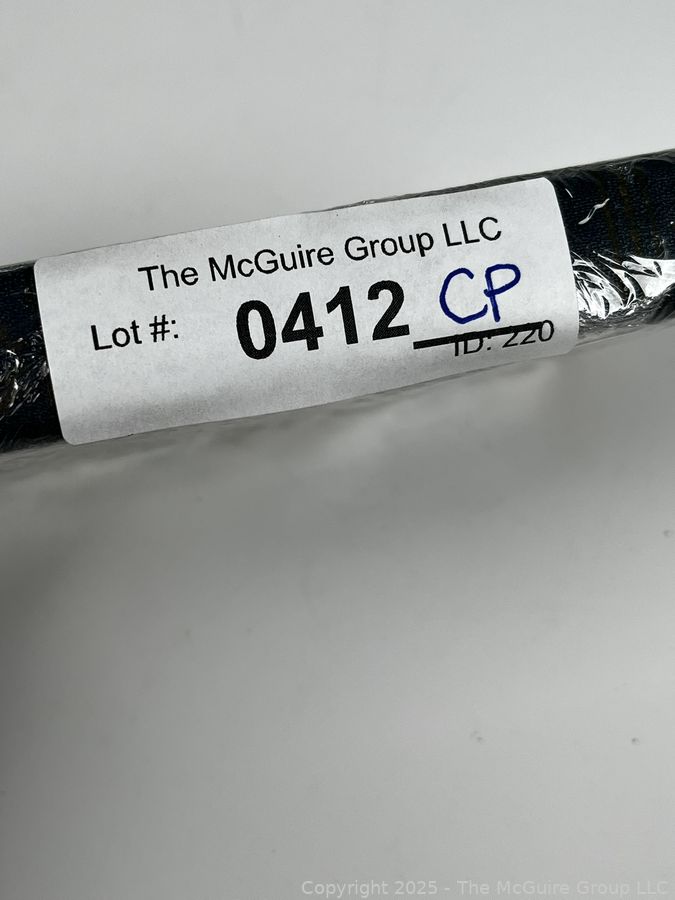 The McGuire Group LLC
Lot #: 0412 CP
ID: 220
Copyright 2025 - The McGuire Group LLC